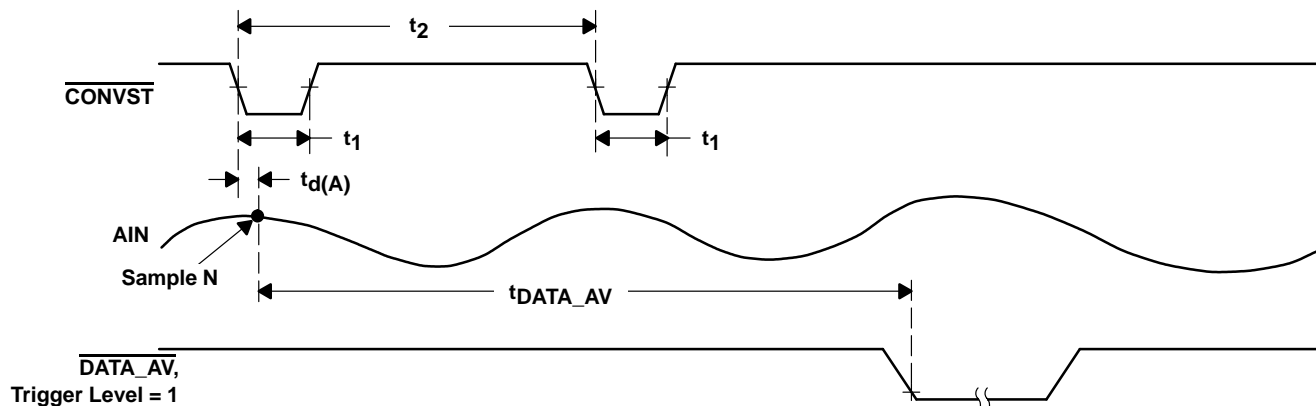 t2
CONVST
t1
t1
td(A)
AIN
Sample N
tDATA_AV
DATA_AV,
Trigger Level = 1